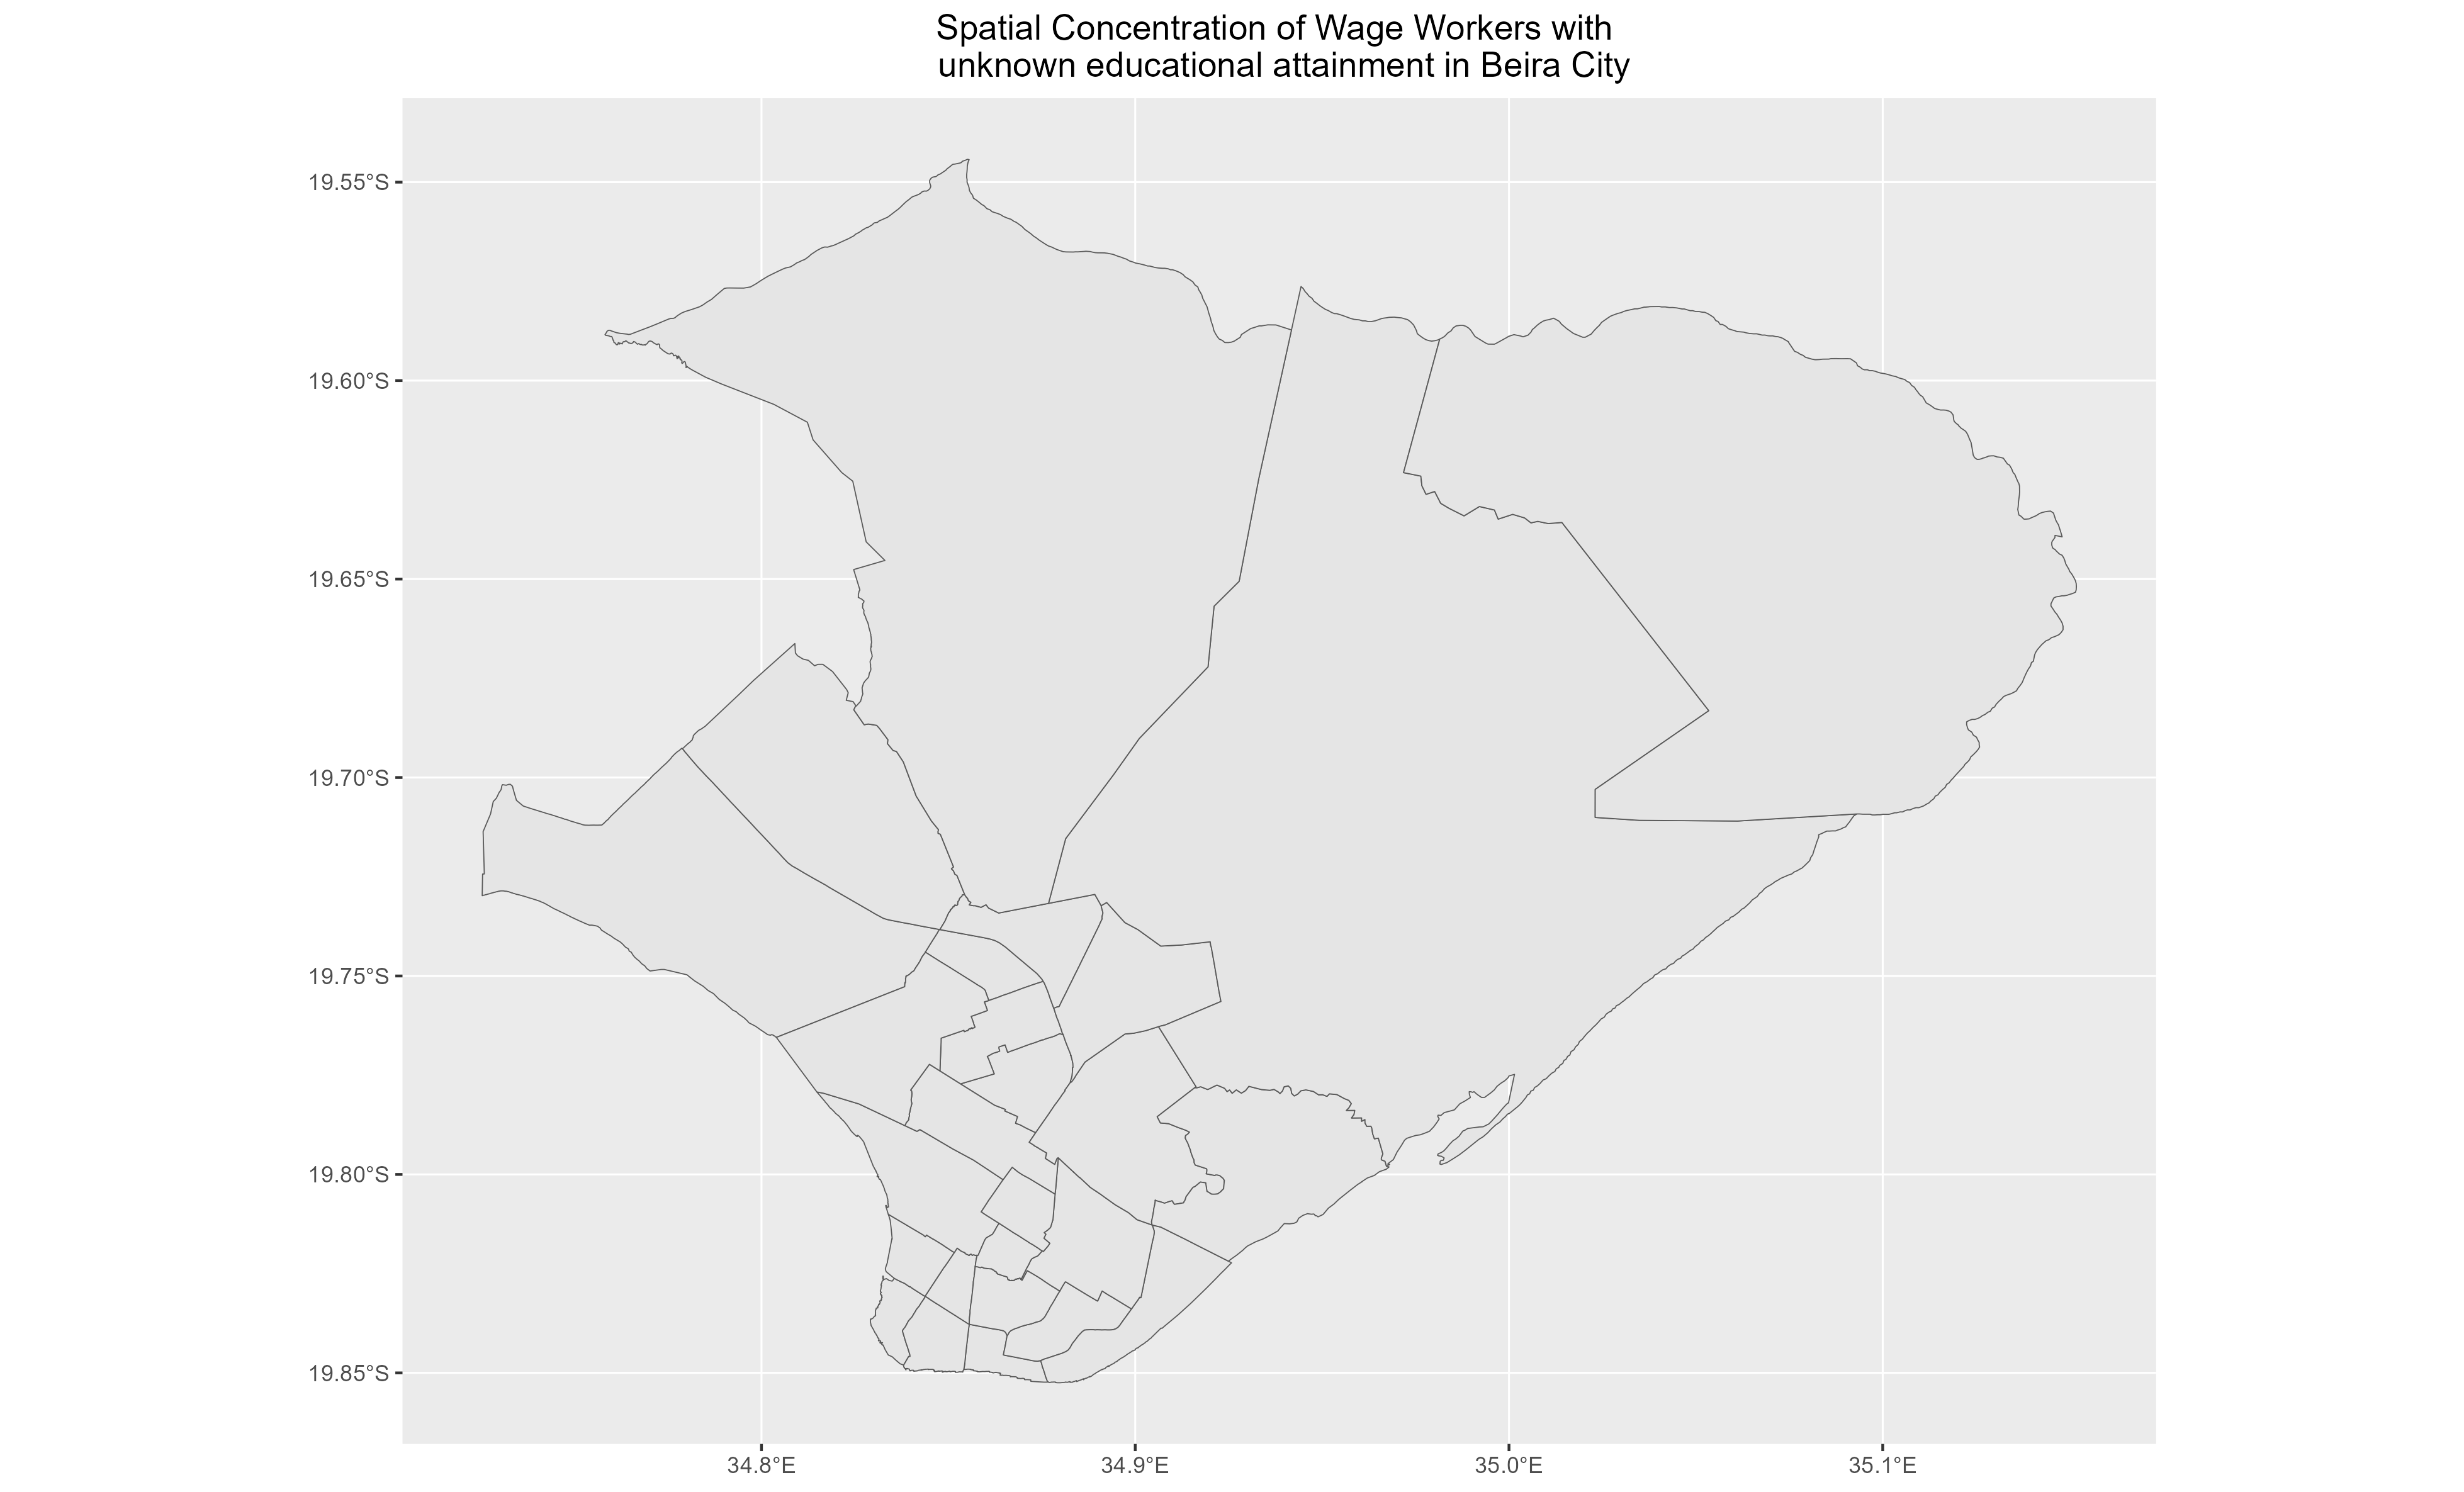 Spatial Concentration of Wage Workers with
unknown educational attainment in Beira City
19.55°S
19.60°S
19.65°S
19.70°S
19.75°S
19.80°S
19.85°S
34.8°E
34.9°E
35.0°E
35.1°E